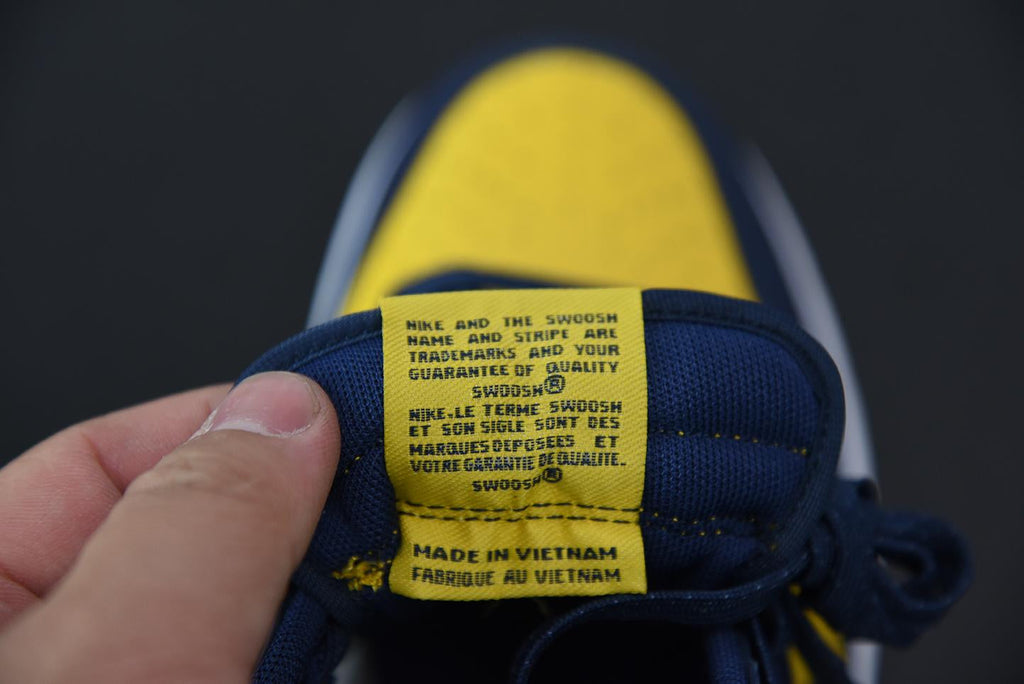 NIKE AND THE SWOOSH
NAME AND STRIPE ARE
TRADEMARKS AND YOUR
GUARANTEE OF QUALITY
SWOOSH®
NIKE.LE TERME SWOOSH
ET SON SIGLE SONT DES
MARQUES DEPOSEES ET
VOTRE GARANTIE DE QUALITE.
SWOOSH®
MADE IN VIETNAM
FABRIQUE AU VIETNAM